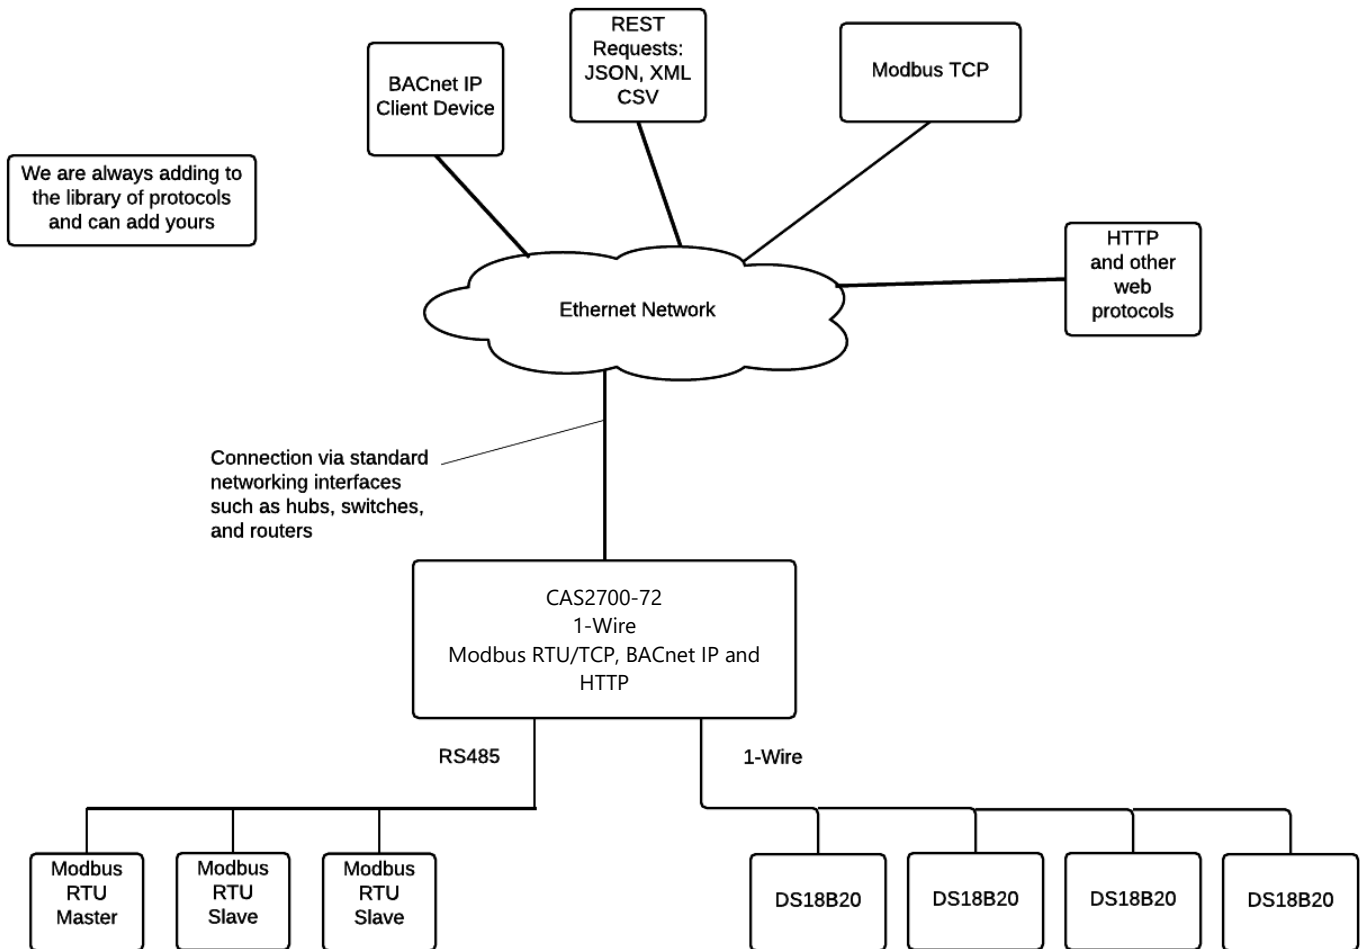 REST
Requests:
JSON, XML
CSV
BACnet IP
Client Device
Modbus TCP
We are always adding to
the library of protocols
and can add yours
HTTP
and other
web
protocols
Ethernet Network
Connection via standard
networking interfaces
such as hubs, switches,
and routers
CAS2700-72
1-Wire
Modbus RTU/TCP, BACnet IP and
HTTP
RS485
1-Wire
Modbus
RTU
Master
Modbus
RTU
Slave
Modbus
RTU
Slave
DS18B20
DS18B20
DS18B20
DS18B20